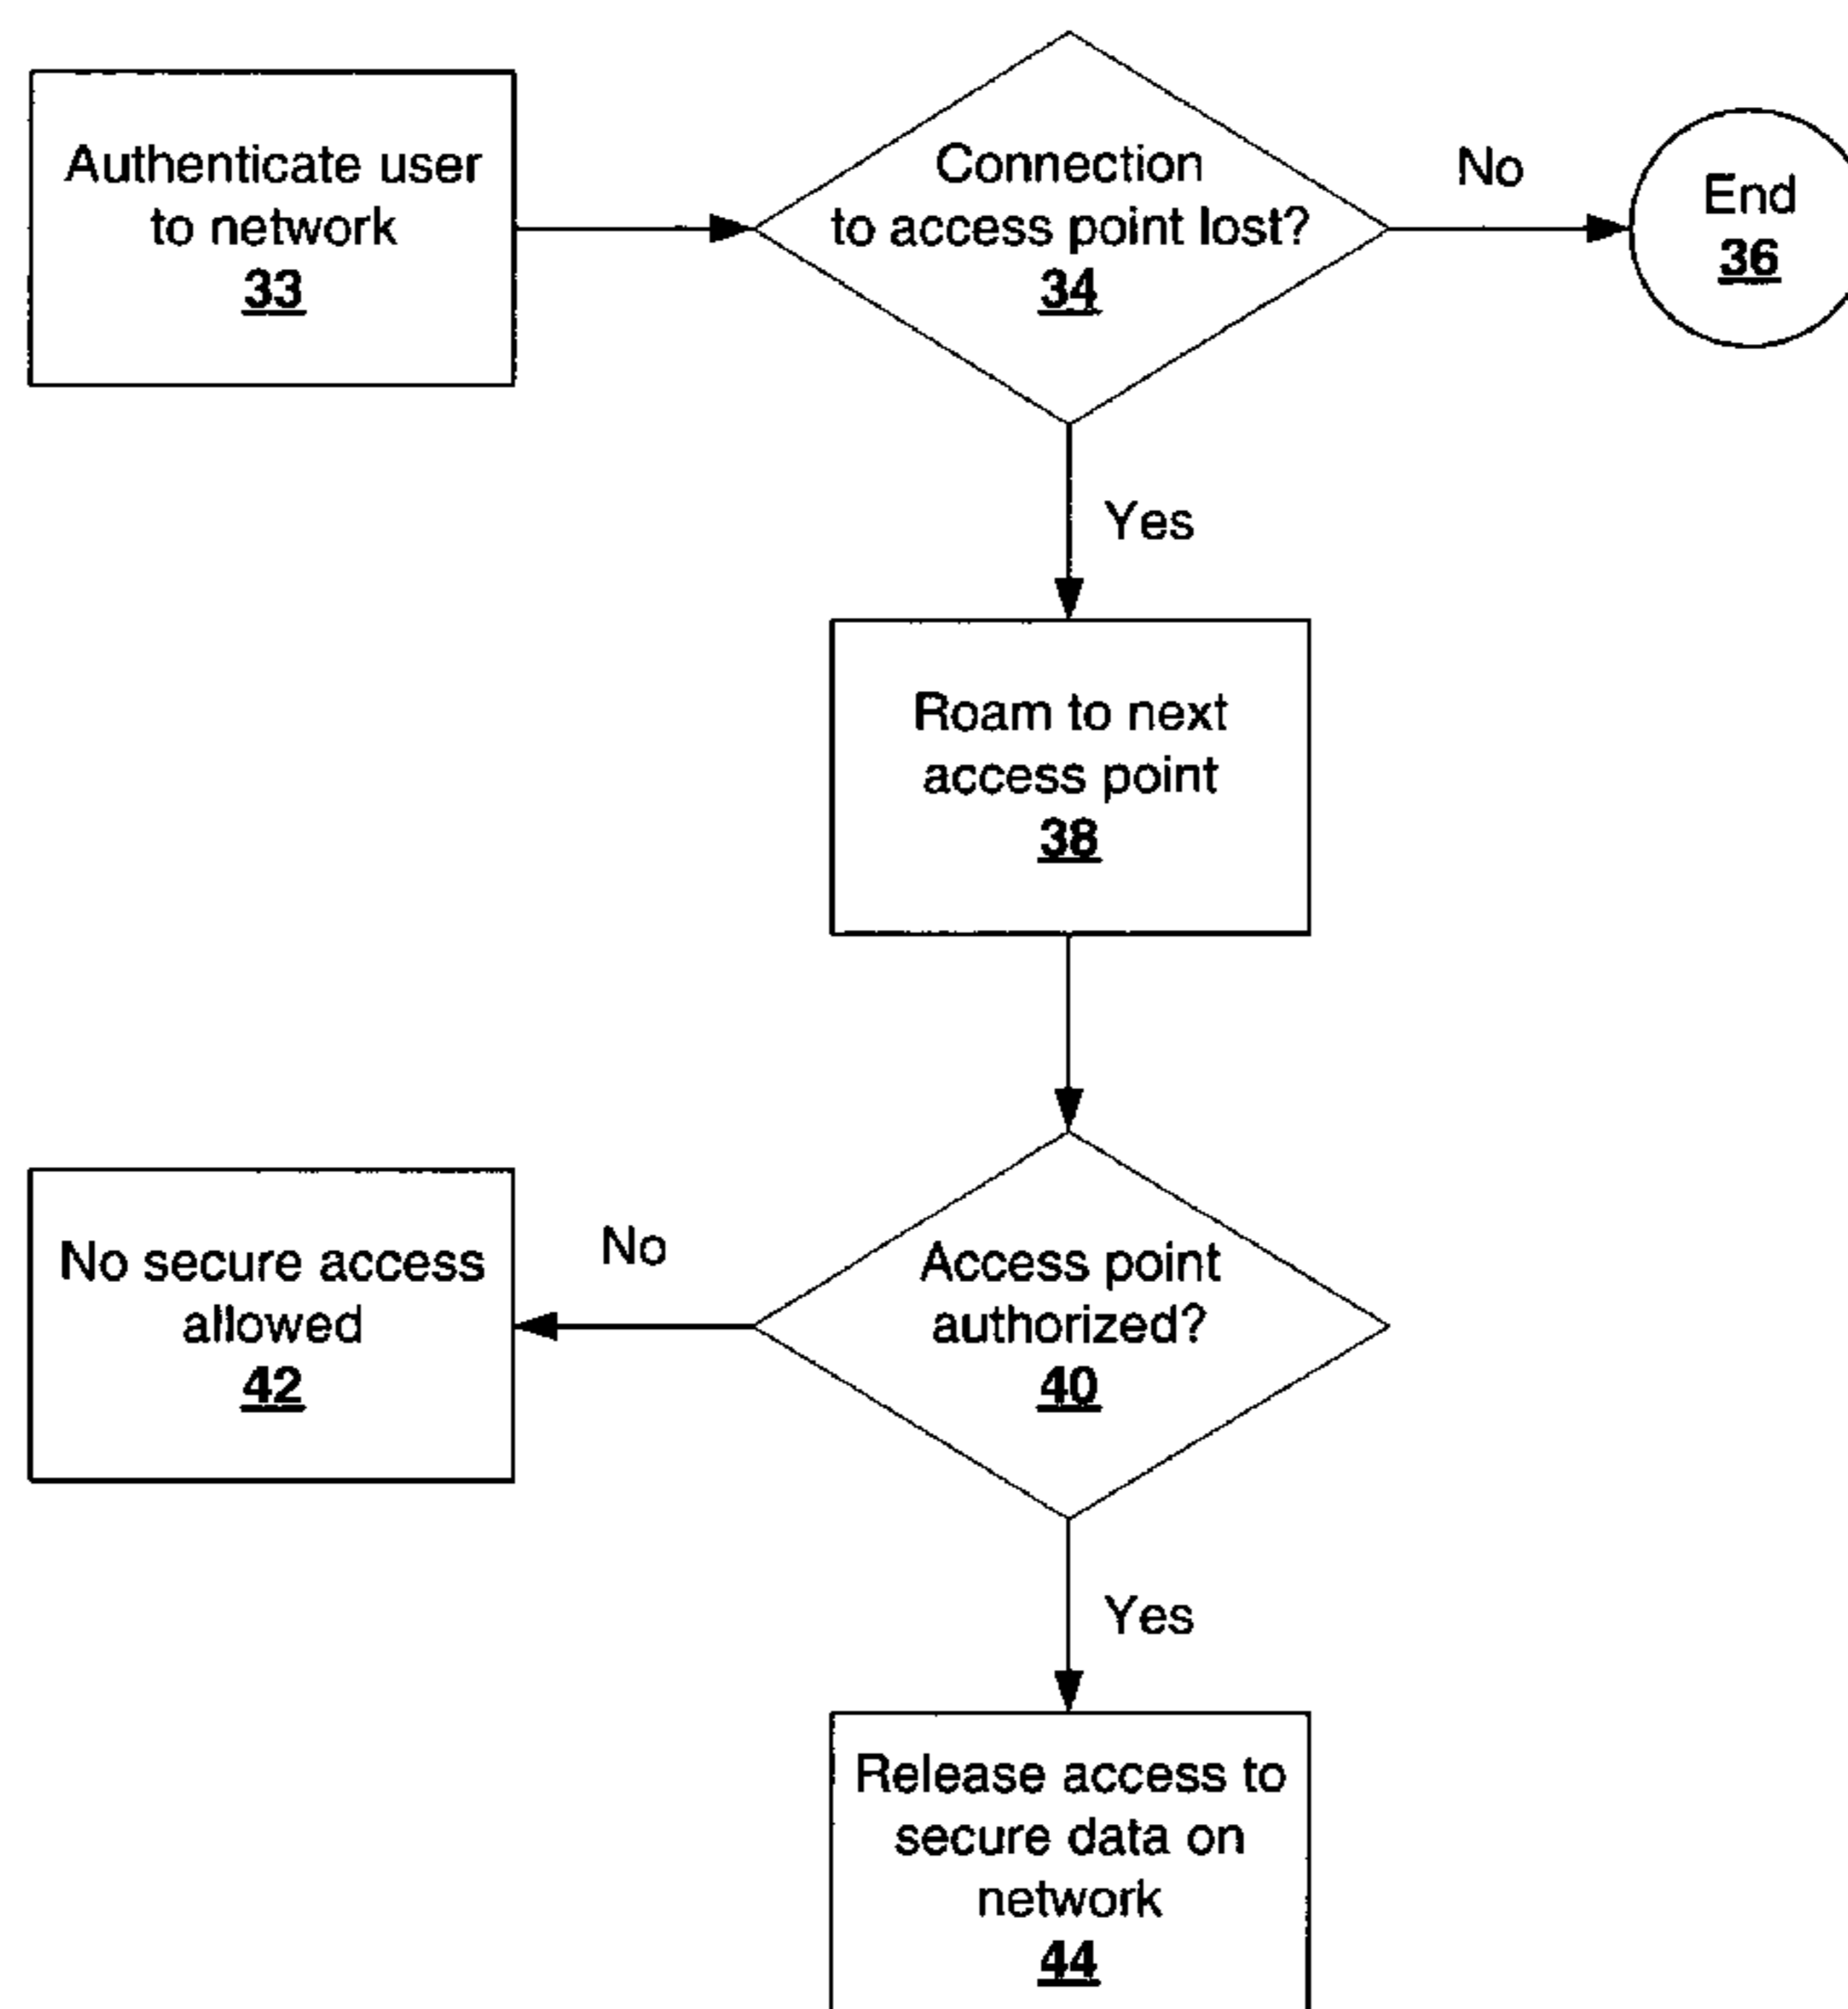 Authenticate user
to network
33
Connection
to access point lost?
34
No
End
36
Yes
Roam to next
access point
38
No secure access
allowed
42
No
Access point
authorized?
40
Yes
Release access to
secure data on
network
44